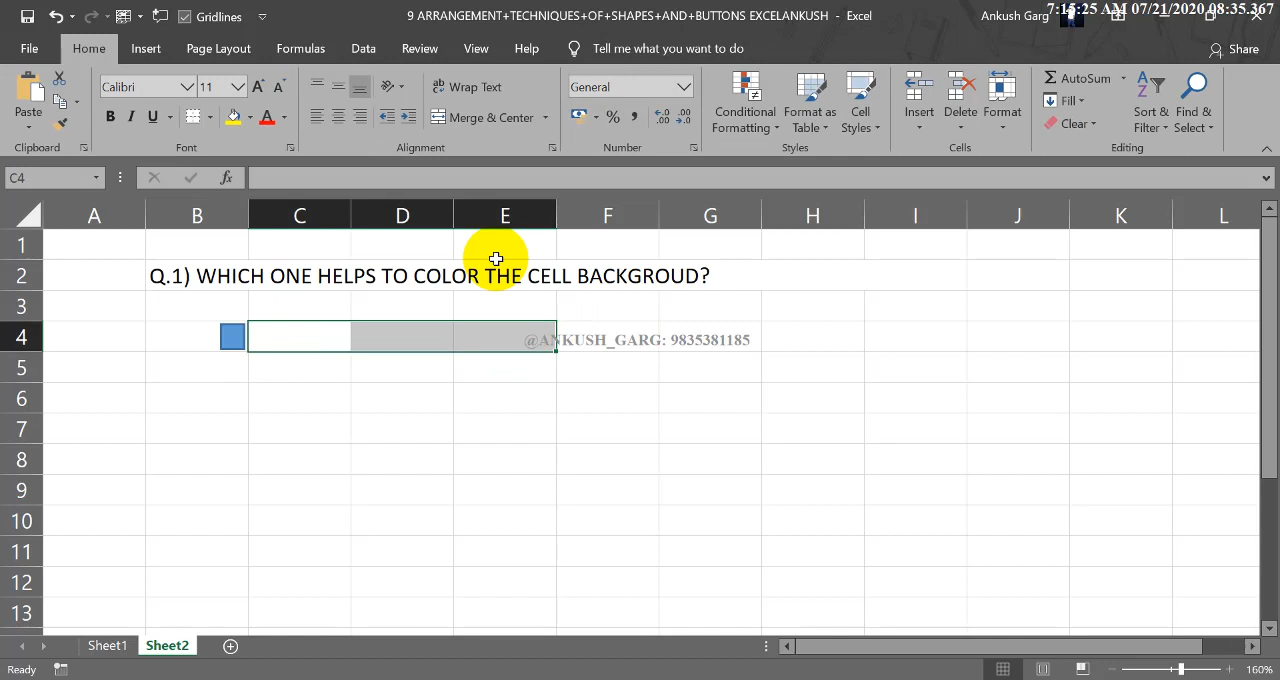 Gridlines
9 ARRANGEMENT+TECHNIQUES+OF+SHAPES+AND+BUTTONS EXCELANKUSH - Excel
Ankush Garg
7:15:25 AM 07/21/2020 08:35.367
File Home Insert Page Layout Formulas Data Review View Help Tell me what you want to do Share
Calibri 11 Wrap Text General AutoSum
Fill
Paste B I U Merge & Center % , Conditional Formatting Format as Table Cell Styles Insert Delete Format Clear Sort & Filter Find & Select
Clipboard Font Alignment Number Styles Cells Editing
C4 fx
A B C D E F G H I J K L
1
2 Q.1) WHICH ONE HELPS TO COLOR THE CELL BACKGROUD?
3
4 @ANKUSH_GARG: 9835381185
5
6
7
8
9
10
11
12
13
Sheet1 Sheet2
Ready 160%